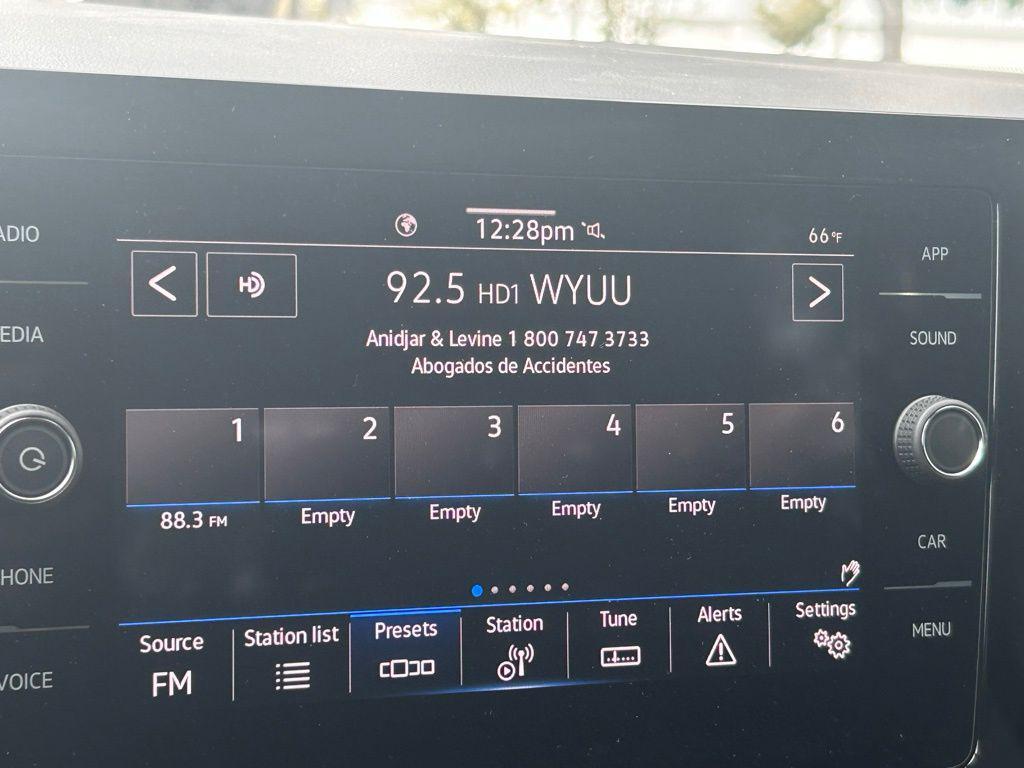 12:28pm
66°F
HD
92.5 HD1 WYUU
Anidjar & Levine 1 800 747 3733
Abogados de Accidentes
1
2
3
4
5
6
88.3 FM
Empty
Empty
Empty
Empty
Empty
Source
FM
Station list
Presets
Station
Tune
Alerts
Settings
ADIO
EDIA
HONE
VOICE
APP
SOUND
CAR
MENU